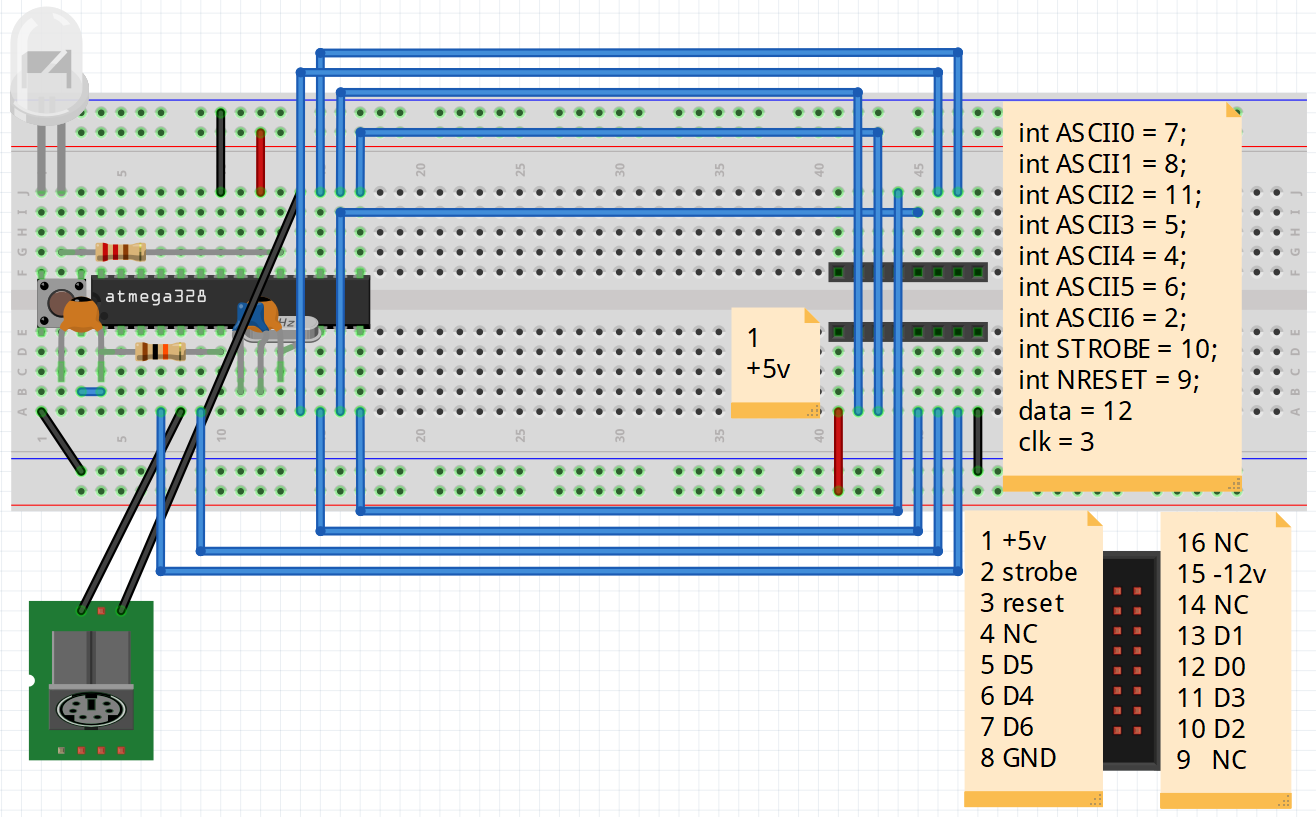 5
20
25
30
35
40
45
J
I
H
G
F
J
I
H
G
F
atmega328
Hz
E
D
C
B
A
E
D
C
B
A
1
5
10
20
25
30
35
40
1
+5v
int ASCII0 = 7;
int ASCII1 = 8;
int ASCII2 = 11;
int ASCII3 = 5;
int ASCII4 = 4;
int ASCII5 = 6;
int ASCII6 = 2;
int STROBE = 10;
int NRESET = 9;
data = 12
clk = 3
1 +5v
2 strobe
3 reset
4 NC
5 D5
6 D4
7 D6
8 GND
16 NC
15 -12v
14 NC
13 D1
12 D0
11 D3
10 D2
9 NC